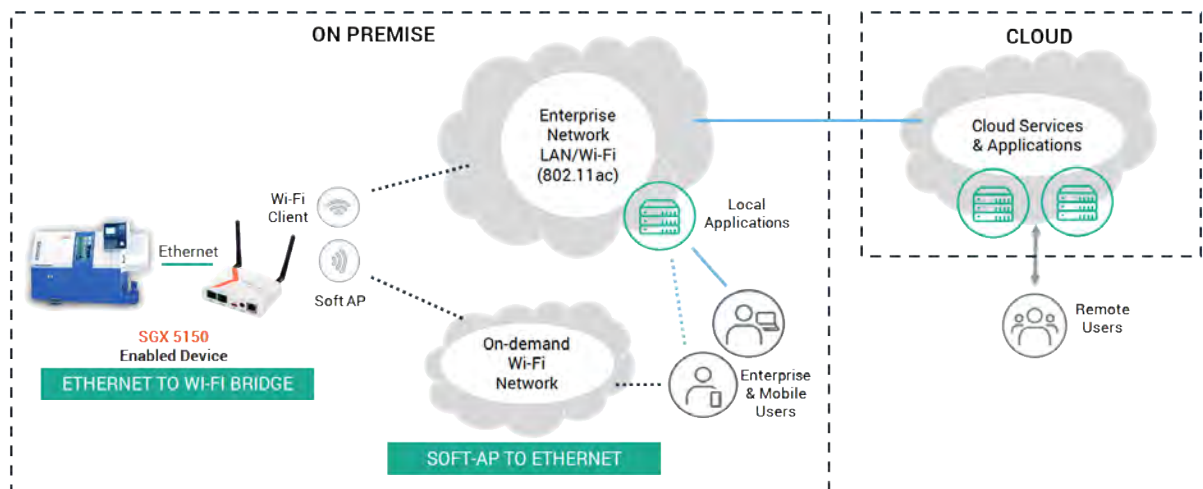 ON PREMISE
CLOUD
Enterprise
Network
LAN/Wi-Fi
(802.11ac)
Cloud Services
& Applications
Wi-Fi
Client
Local
Applications
Ethernet
Soft AP
SGX 5150
Enabled Device
ETHERNET TO WI-FI BRIDGE
On-demand
Wi-Fi
Network
Enterprise
& Mobile
Users
Remote
Users
SOFT-AP TO ETHERNET